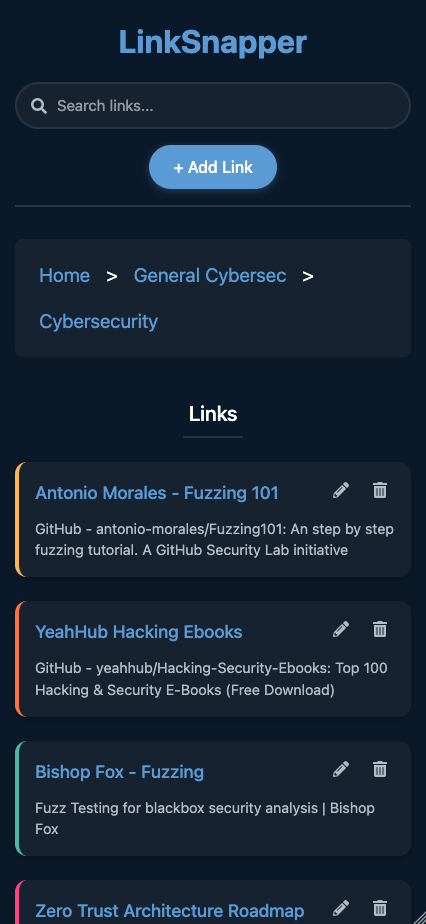 LinkSnapper
Search links...
+ Add Link
Home > General Cybersec >
Cybersecurity
Links
Antonio Morales - Fuzzing 101
GitHub - antonio-morales/Fuzzing101: An step by step
fuzzing tutorial. A GitHub Security Lab initiative
YeahHub Hacking Ebooks
GitHub - yeahhub/Hacking-Security-Ebooks: Top 100
Hacking & Security E-Books (Free Download)
Bishop Fox - Fuzzing
Fuzz Testing for blackbox security analysis | Bishop
Fox
Zero Trust Architecture Roadmap